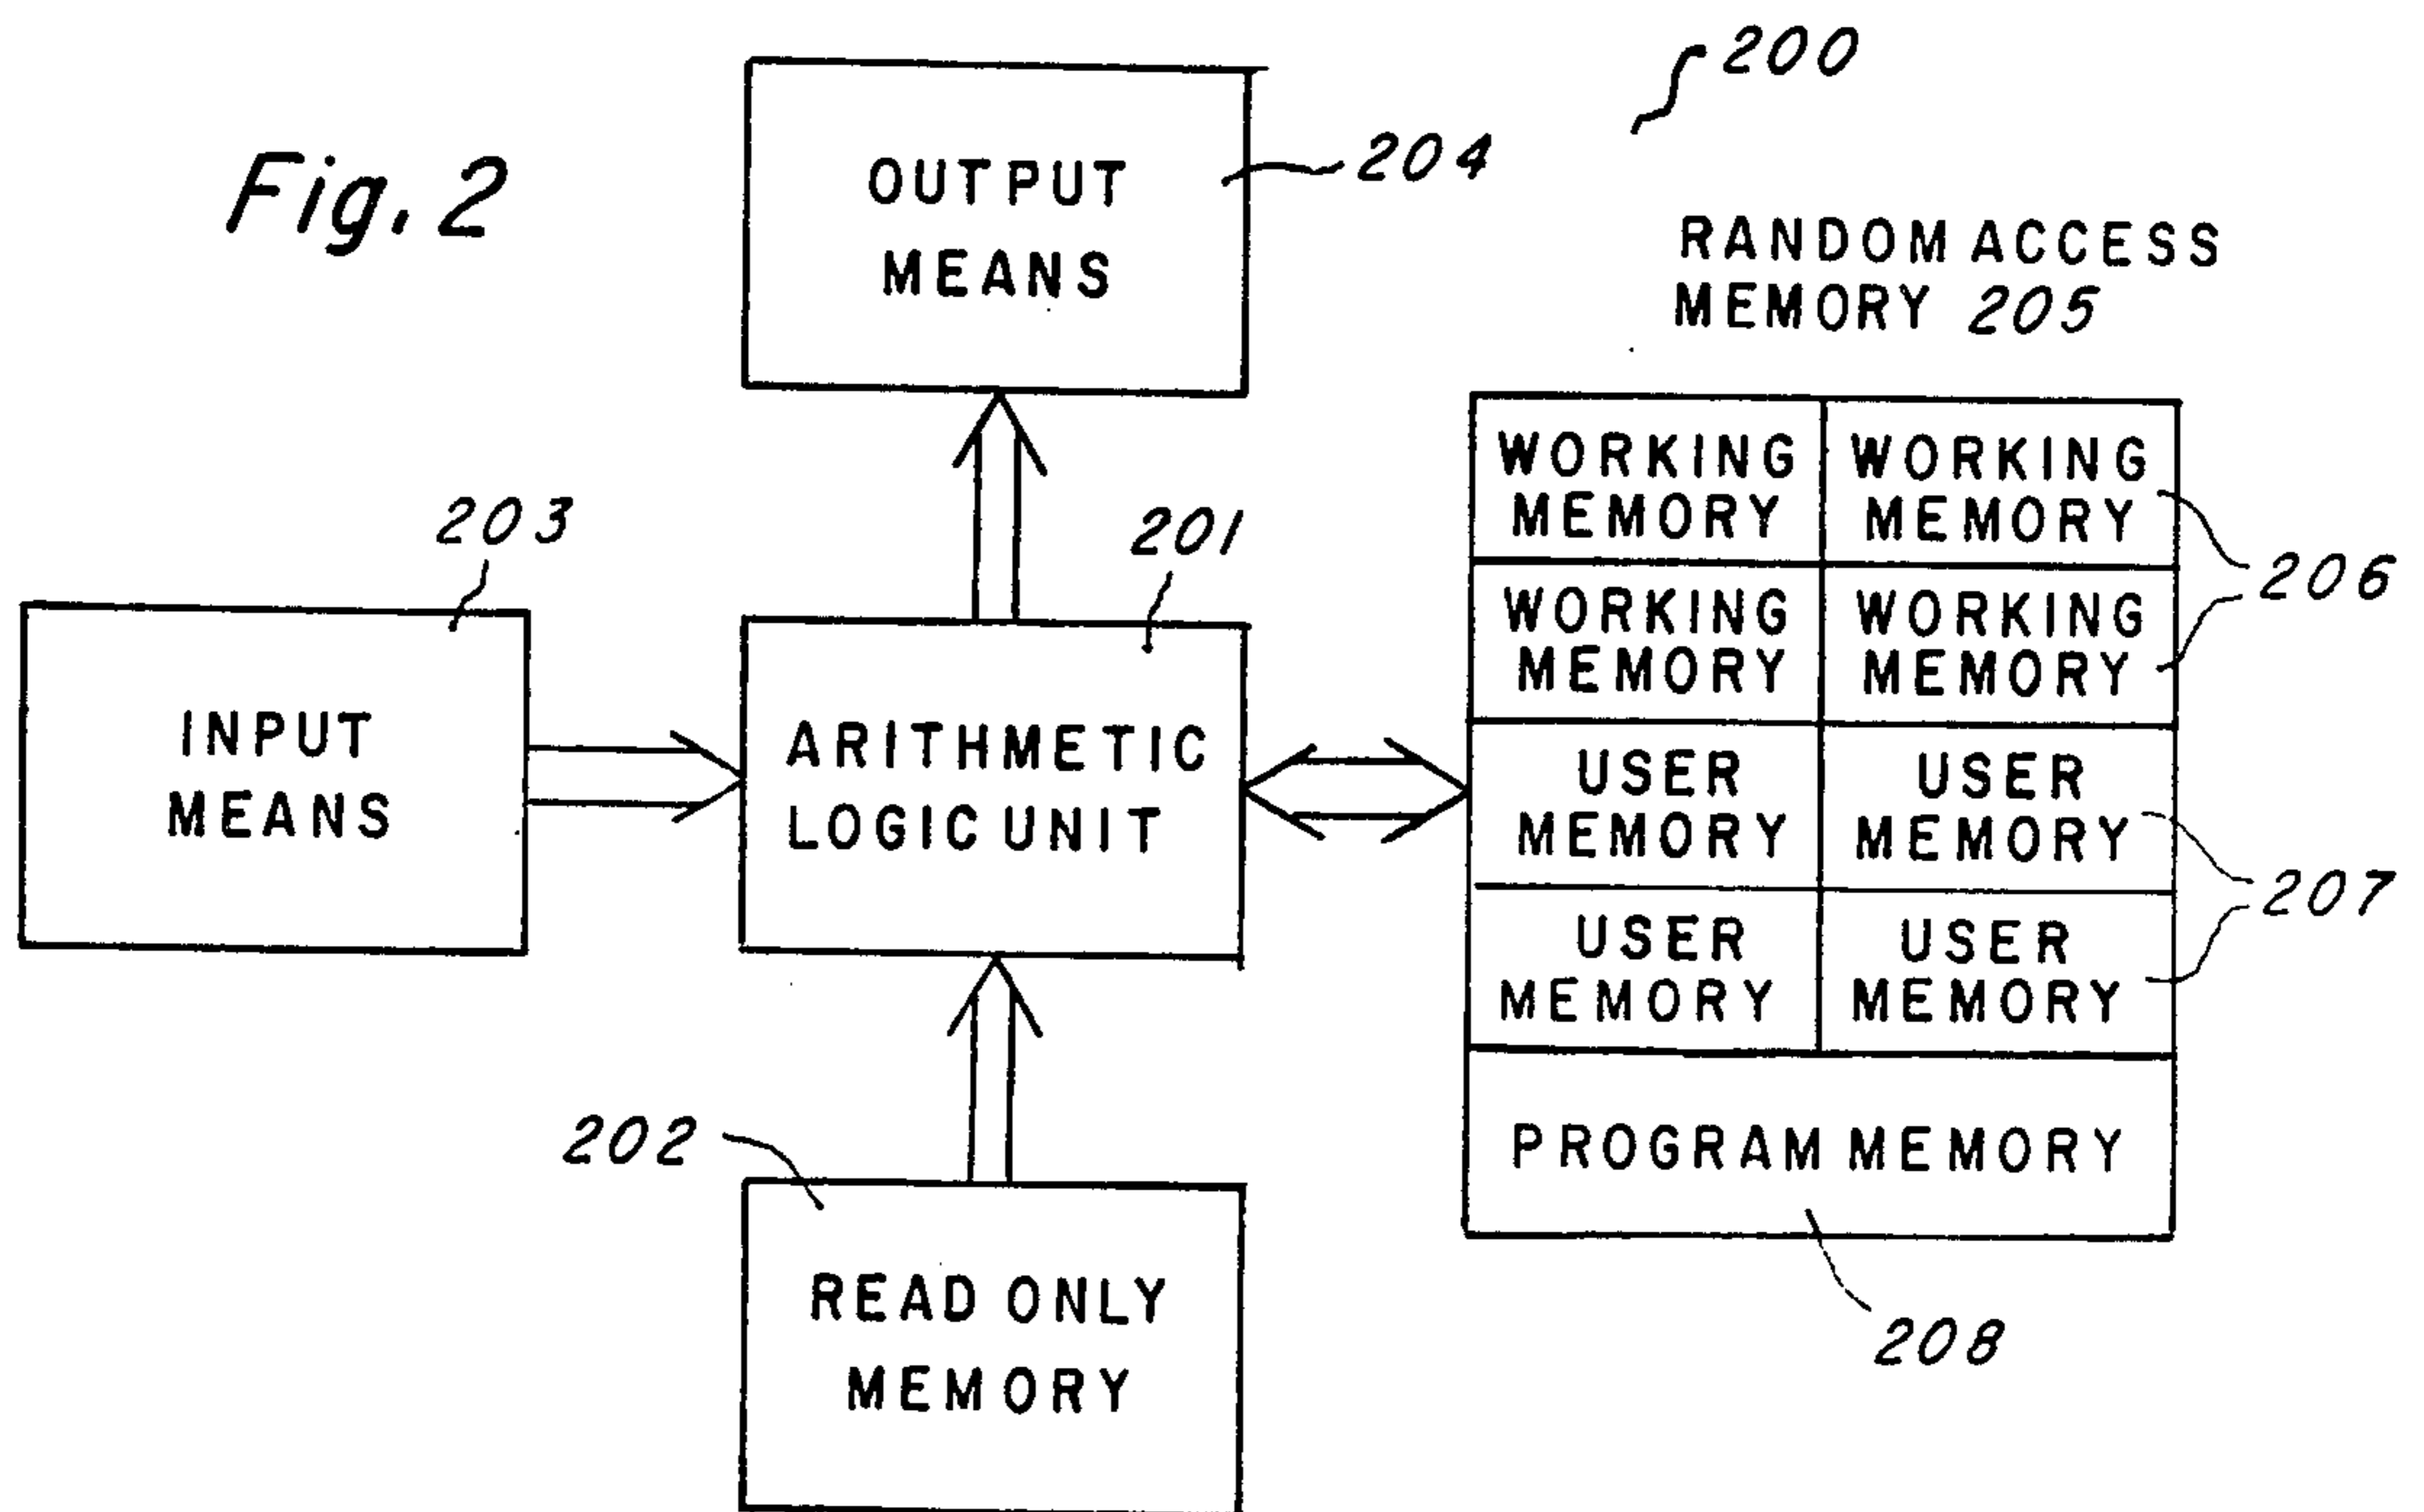 Fig. 2
200
OUTPUT
MEANS
204
RANDOM ACCESS
MEMORY 205
203
INPUT
MEANS
201
ARITHMETIC
LOGIC UNIT
WORKING
MEMORY
WORKING
MEMORY
206
WORKING
MEMORY
WORKING
MEMORY
USER
MEMORY
USER
MEMORY
207
USER
MEMORY
USER
MEMORY
PROGRAM MEMORY
208
202
READ ONLY
MEMORY